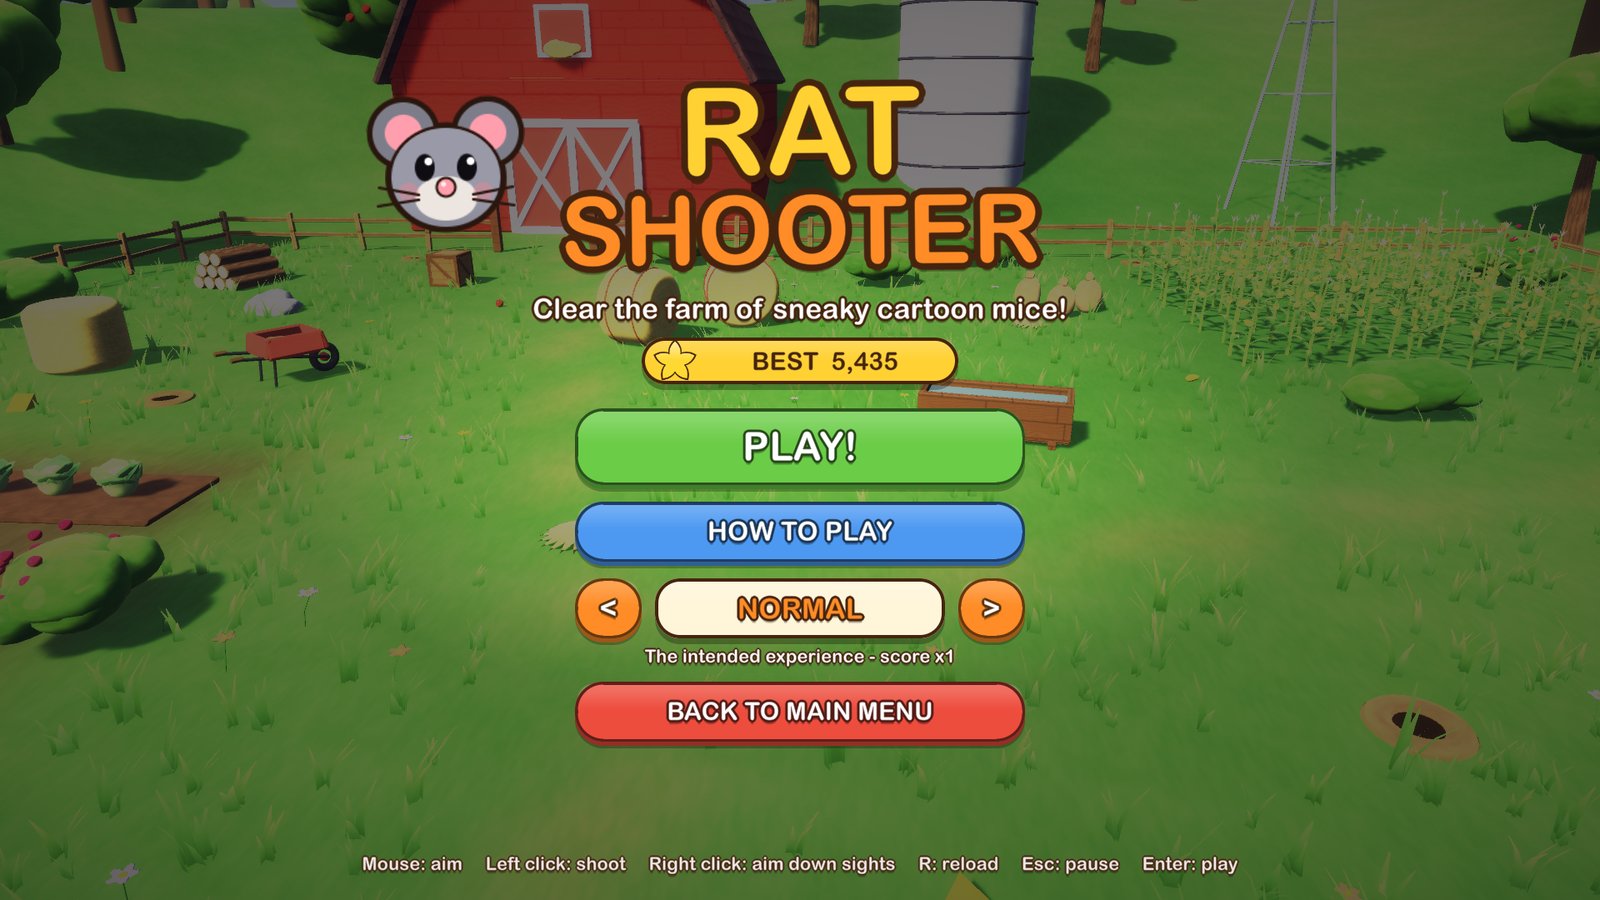 RAT
SHOOTER
Clear the farm of sneaky cartoon mice!
BEST 5,435
PLAY!
HOW TO PLAY
< NORMAL >
The intended experience - score x1
BACK TO MAIN MENU
Mouse: aim Left click: shoot Right click: aim down sights R: reload Esc: pause Enter: play